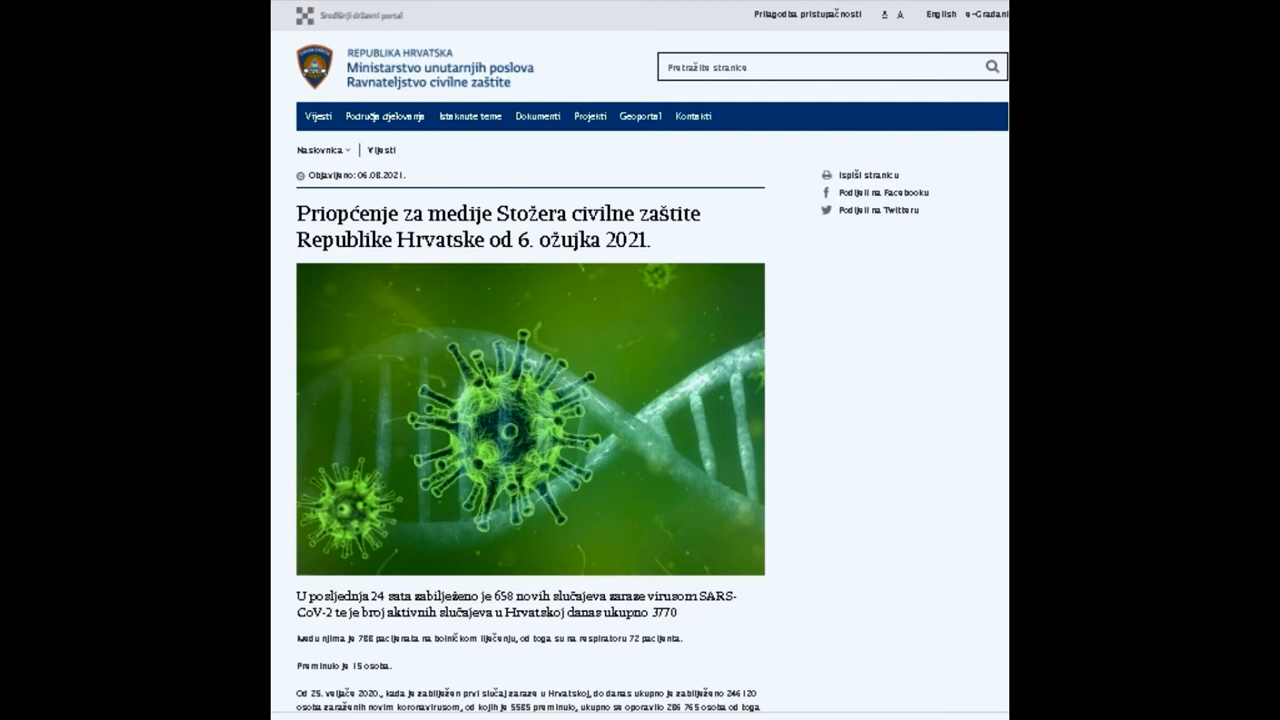 Središnji državni portal
Prilagodba pristupačnosti A A English e-Građani
REPUBLIKA HRVATSKA
Ministarstvo unutarnjih poslova
Ravnateljstvo civilne zaštite
Pretražite stranice
Vijesti Područja djelovanja Istaknute teme Dokumenti Projekti Geoportal Kontakti
Naslovnica Vijesti
Objavljeno: 06.03.2021.
Ispiši stranicu
Podijeli na Facebooku
Podijeli na Twitteru
Priopćenje za medije Stožera civilne zaštite
Republike Hrvatske od 6. ožujka 2021.
U posljednja 24 sata zabilježeno je 658 novih slučajeva zaraze virusom SARS-
CoV-2 te je broj aktivnih slučajeva u Hrvatskoj danas ukupno 3770
Među njima je 788 pacijenata na bolničkom liječenju, od toga su na respiratoru 72 pacijenta.
Preminulo je 15 osoba.
Od 25. veljače 2020., kada je zabilježen prvi slučaj zaraze u Hrvatskoj, do danas ukupno je zabilježeno 246 120
osoba zaraženih novim koronavirusom, od kojih je 5585 preminulo, ukupno se oporavilo 286 765 osoba od toga